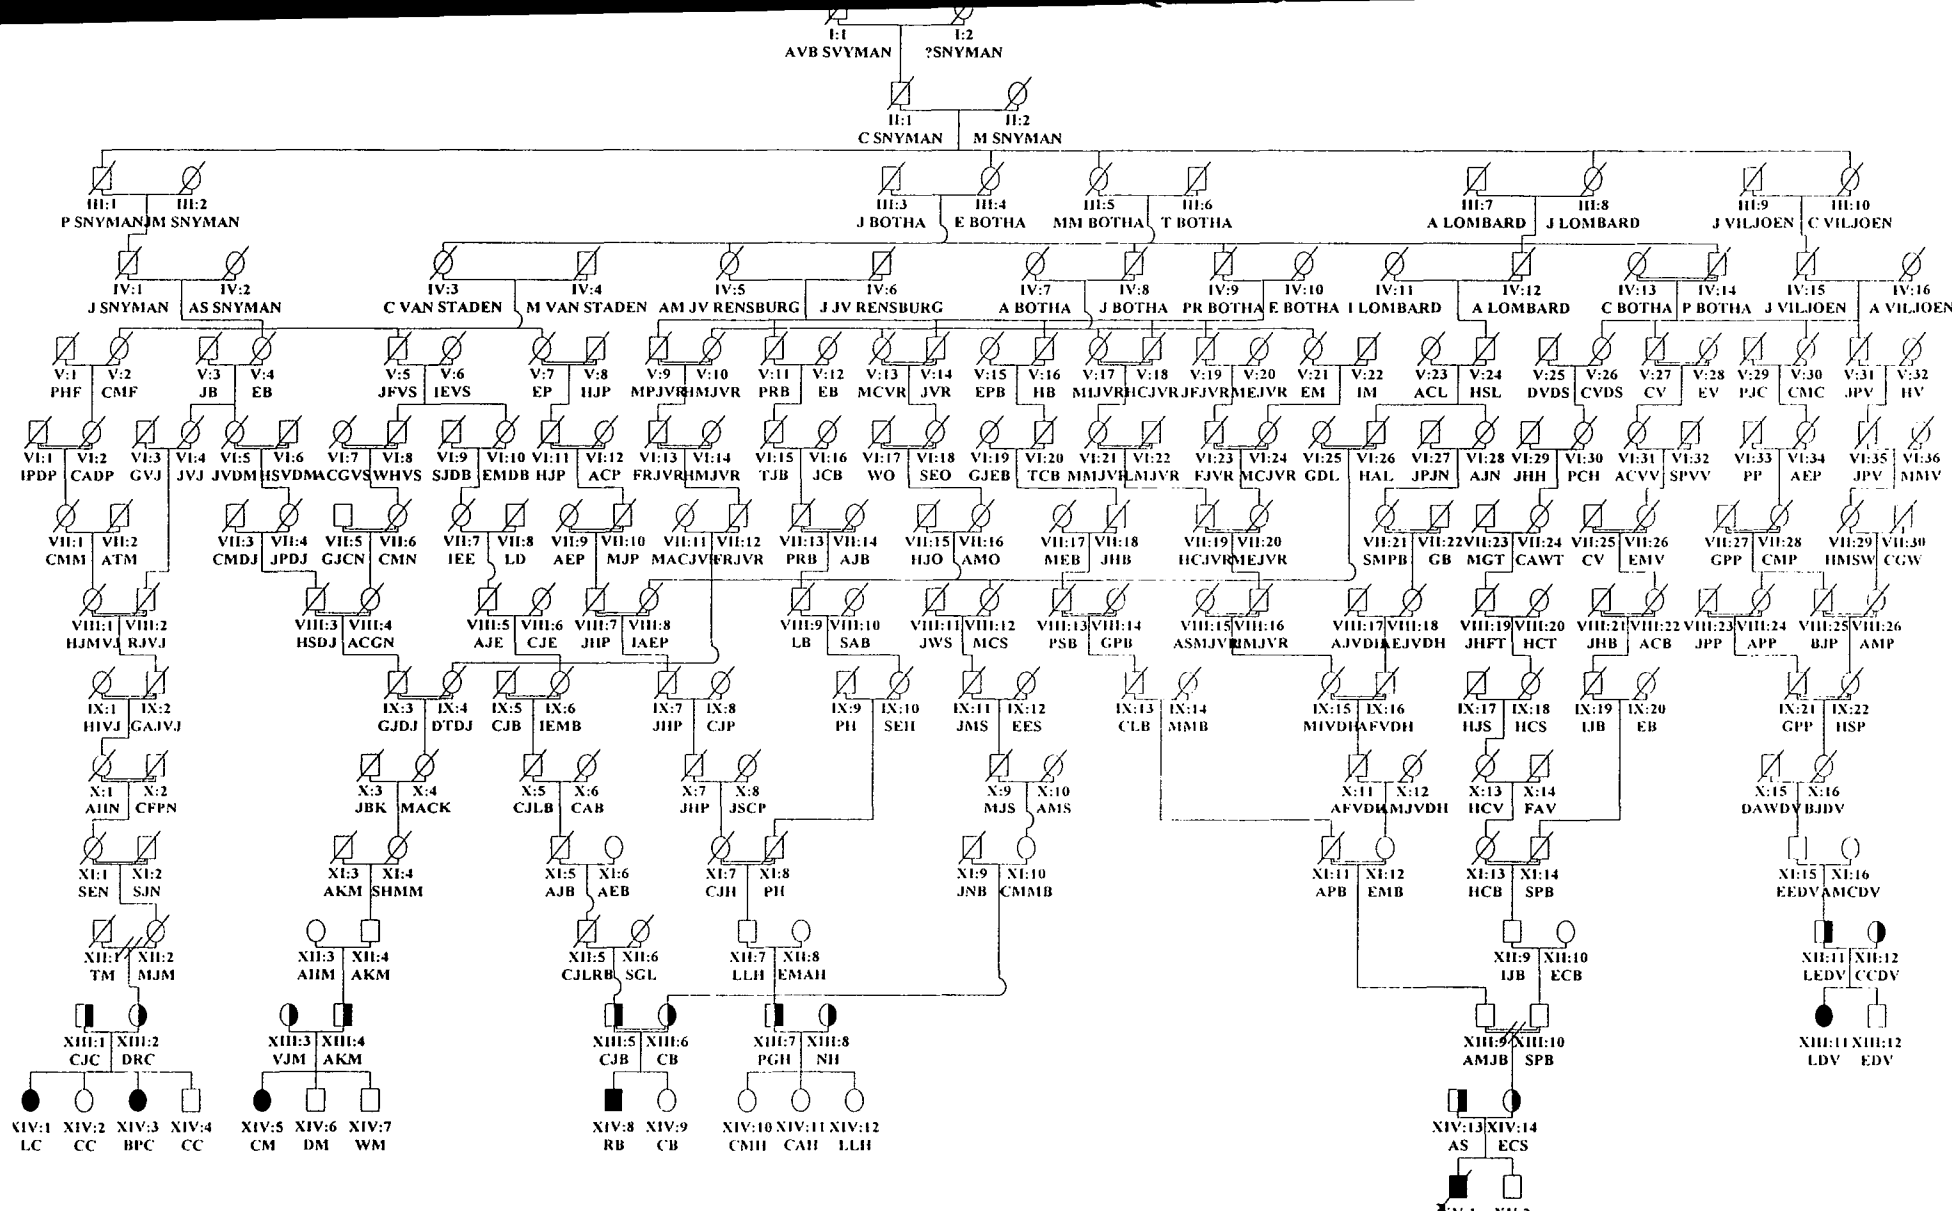 I:1 I:2
AVB SVYMAN ?SNYMAN
II:1 II:2
C SNYMAN M SNYMAN
III:1 III:2 III:3 III:4 III:5 III:6 III:7 III:8 III:9 III:10
P SNYMAN JM SNYMAN J BOTHA E BOTHA MM BOTHA T BOTHA A LOMBARD J LOMBARD J VILJOEN C VILJOEN
IV:1 IV:2 IV:3 IV:4 IV:5 IV:6 IV:7 IV:8 IV:9 IV:10 IV:11 IV:12 IV:13 IV:14 IV:15 IV:16
J SNYMAN AS SNYMAN C VAN STADEN M VAN STADEN AM JV RENSBURG J JV RENSBURG A BOTHA J BOTHA PR BOTHA E BOTHA I LOMBARD A LOMBARD C BOTHA P BOTHA J VILJOEN A VILJOEN
V:1 V:2 V:3 V:4 V:5 V:6 V:7 V:8 V:9 V:10 V:11 V:12 V:13 V:14 V:15 V:16 V:17 V:18 V:19 V:20 V:21 V:22 V:23 V:24 V:25 V:26 V:27 V:28 V:29 V:30 V:31 V:32
PHF CMF JB EB JFVS IEVS EP HJP MPJVR HMJVR PRB EB MCVR JVR EPB HB MIJVR HCJVR JFJVR MEJVR EM IM ACL HSL DVDS CVDS CV EV PJC CMC JPV HV
VI:1 VI:2 VI:3 VI:4 VI:5 VI:6 VI:7 VI:8 VI:9 VI:10 VI:11 VI:12 VI:13 VI:14 VI:15 VI:16 VI:17 VI:18 VI:19 VI:20 VI:21 VI:22 VI:23 VI:24 VI:25 VI:26 VI:27 VI:28 VI:29 VI:30 VI:31 VI:32 VI:33 VI:34 VI:35 VI:36
IPDP CADP GVJ JVJ JVDM HSVDM ACGVS WHVS SJDB EMDB HJP ACP FRJVR HMJVR TJB JCB WO SEO GJEB TCB MMJVR LMJVR FJVR MCJVR GDL HAL JPJN AJN JHH PCH ACVV SPVV PP AEP JPV MMV
VII:1 VII:2 VII:3 VII:4 VII:5 VII:6 VII:7 VII:8 VII:9 VII:10 VII:11 VII:12 VII:13 VII:14 VII:15 VII:16 VII:17 VII:18 VII:19 VII:20 VII:21 VII:22 VII:23 VII:24 VII:25 VII:26 VII:27 VII:28 VII:29 VII:30
CMM ATM CMDJ JPDJ GJCN CMN IEE LD AEP MJP MACJVR FRJVR PRB AJB HJO AMO MEB JHB HCJVR MEJVR SMPB GB MGT CAWT CV EMV GPP CMP HMSW CGW
VIII:1 VIII:2 VIII:3 VIII:4 VIII:5 VIII:6 VIII:7 VIII:8 VIII:9 VIII:10 VIII:11 VIII:12 VIII:13 VIII:14 VIII:15 VIII:16 VIII:17 VIII:18 VIII:19 VIII:20 VIII:21 VIII:22 VIII:23 VIII:24 VIII:25 VIII:26
HJMVJ RJVJ HSDJ ACGN AJE CJE JHP IAEP LB SAB JWS MCS PSB GPB ASMJVR AJVDH AEJVDH JHFT HCT JHB ACB JPP APP BJP AMP
IX:1 IX:2 IX:3 IX:4 IX:5 IX:6 IX:7 IX:8 IX:9 IX:10 IX:11 IX:12 IX:13 IX:14 IX:15 IX:16 IX:17 IX:18 IX:19 IX:20 IX:21 IX:22
HIVJ GAJVJ GJDJ DTDJ CJB IEMB JHP CJP PH SEH JMS EES CLB MMB MIVDH AFVDH HJS HCS IJB EB GPP HSP
X:1 X:2 X:3 X:4 X:5 X:6 X:7 X:8 X:9 X:10 X:11 X:12 X:13 X:14 X:15 X:16
AHN CFPN JBK MACK CJLB CAB JHP JSCP MJS AMS AFVDH MJVDH HCV FAV DAWDV BJDV
XI:1 XI:2 XI:3 XI:4 XI:5 XI:6 XI:7 XI:8 XI:9 XI:10 XI:11 XI:12 XI:13 XI:14 XI:15 XI:16
SEN SJN AKM SHMM AJB AEB CJH PH JNB CMMB APB EMB HCB SPB EEDV AMCDV
XII:1 XII:2 XII:3 XII:4 XII:5 XII:6 XII:7 XII:8 XII:9 XII:10 XII:11 XII:12
TM MJM AHM AKM CJLRB SGL LLH EMAH IJB ECB LEDV CCDV
XIII:1 XIII:2 XIII:3 XIII:4 XIII:5 XIII:6 XIII:7 XIII:8 XIII:9 XIII:10 XIII:11 XIII:12
CJC DRC VJM AKM CJB CB PGH NH AMJB SPB LDV EDV
XIV:1 XIV:2 XIV:3 XIV:4 XIV:5 XIV:6 XIV:7 XIV:8 XIV:9 XIV:10 XIV:11 XIV:12 XIV:13 XIV:14
LC CC BPC CC CM DM WM RB CB CMH CAH LLH AS ECS